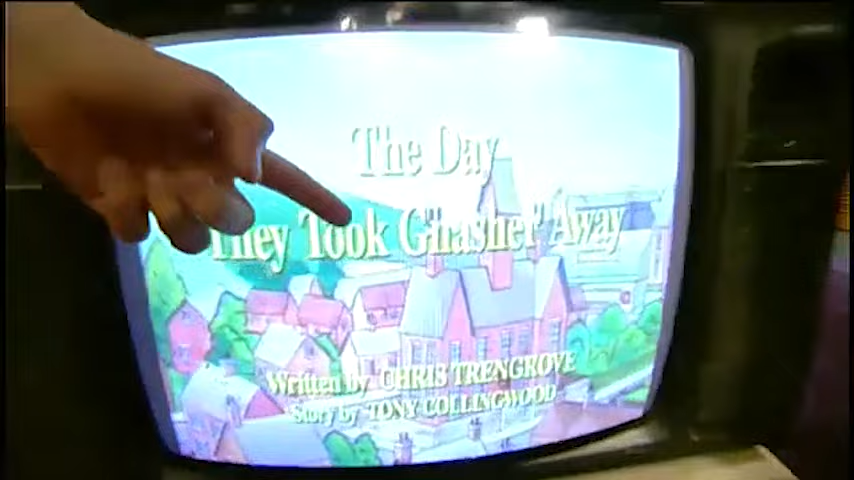 The Day
They Took 'Gnasher' Away
Written by CHRIS TRENGROVE
Story by TONY COLLINGWOOD